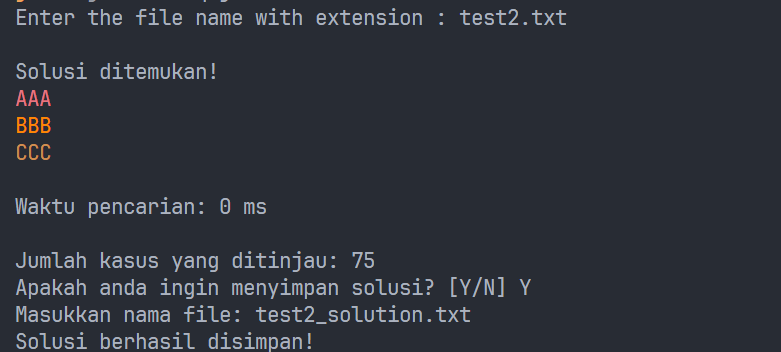 Enter the file name with extension : test2.txt
Solusi ditemukan!
AAA
BBB
CCC
Waktu pencarian: 0 ms
Jumlah kasus yang ditinjau: 75
Apakah anda ingin menyimpan solusi? [Y/N] Y
Masukkan nama file: test2_solution.txt
Solusi berhasil disimpan!